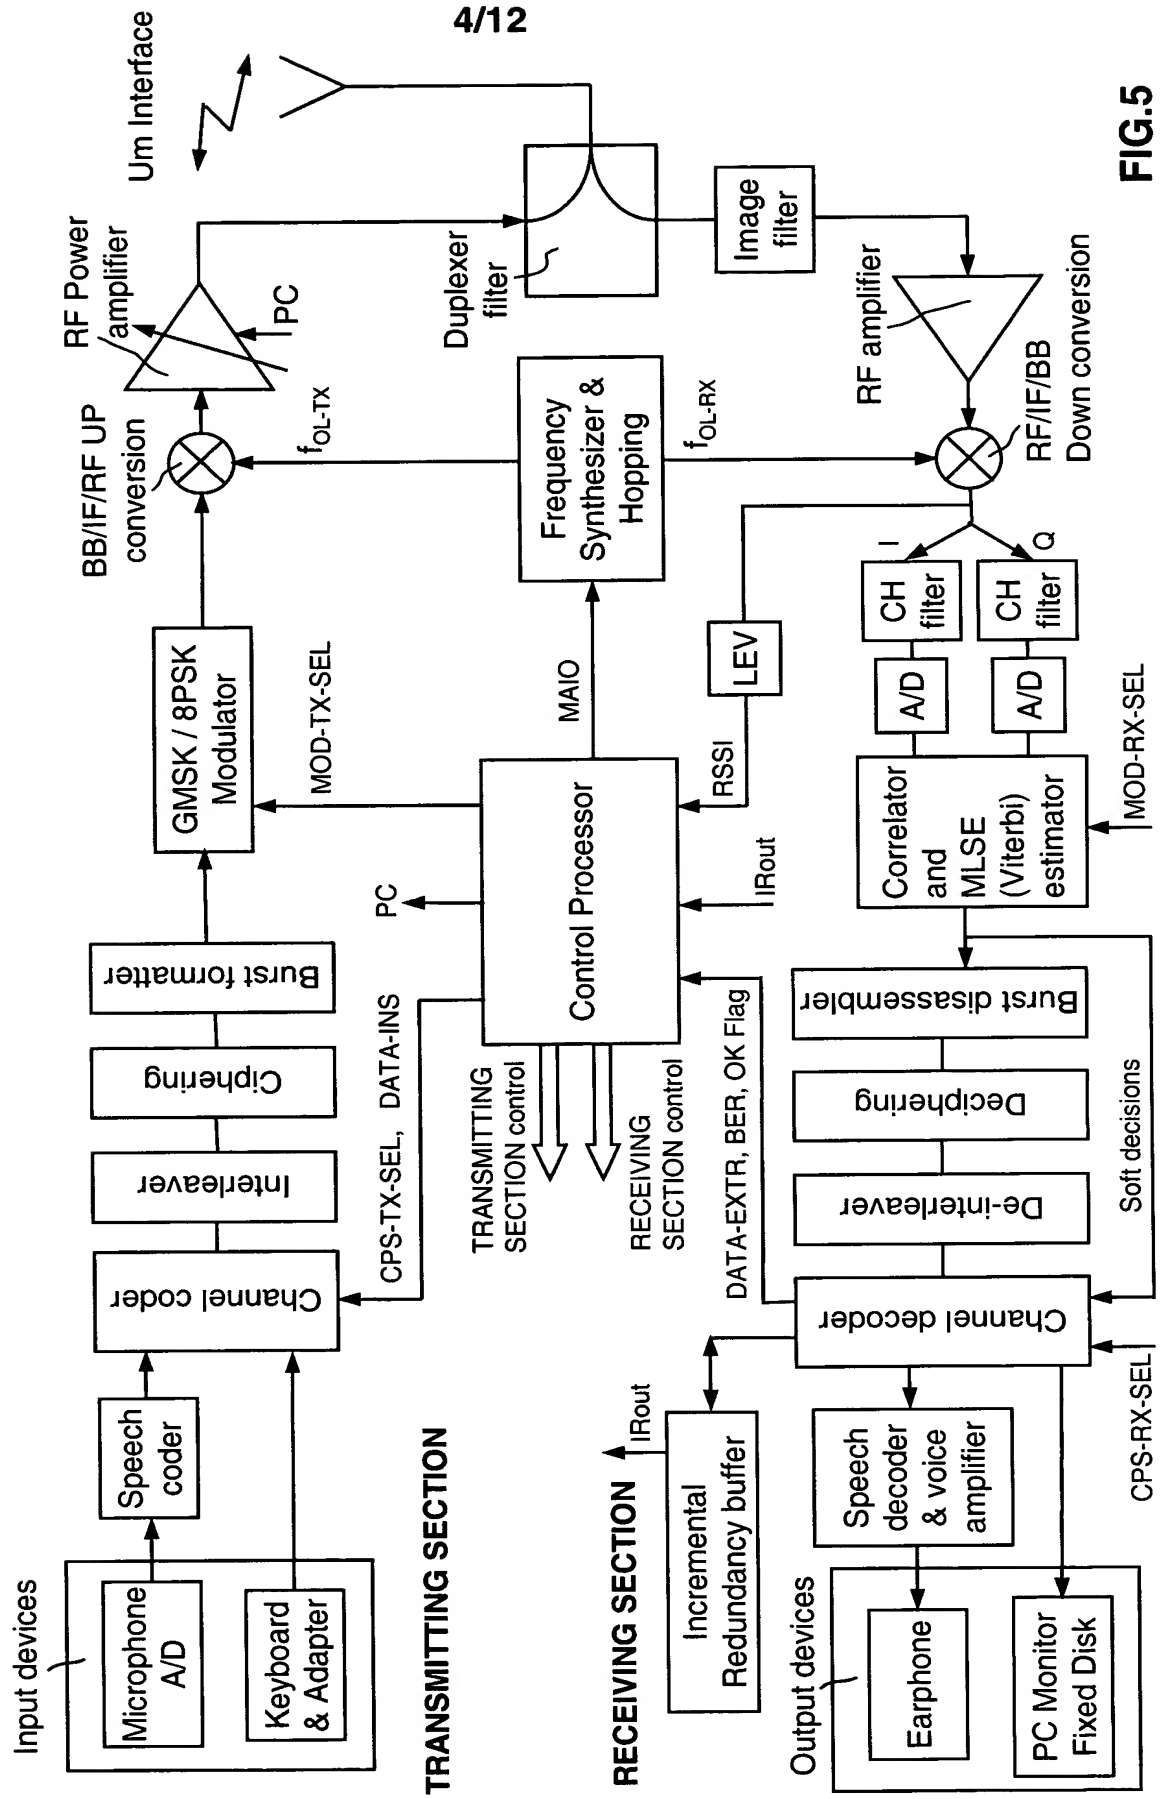 4/12
Um Interface
RF Power
amplifier
PC
BB/IF/RF UP
conversion
GMSK / 8PSK
Modulator
Burst formatter
Ciphering
Interleaver
Channel coder
Speech
coder
Input devices
Microphone
A/D
Keyboard
& Adapter
TRANSMITTING SECTION
CPS-TX-SEL, DATA-INS
PC
MOD-TX-SEL
fOL-TX
Duplexer
filter
Frequency
Synthesizer &
Hopping
MAIO
Control Processor
TRANSMITTING
SECTION control
RECEIVING
SECTION control
fOL-RX
LEV
RSSI
IRout
DATA-EXTR, BER, OK Flag
Image
filter
RF amplifier
RF/IF/BB
Down conversion
I
Q
CH
filter
CH
filter
A/D
A/D
Correlator
and
MLSE
(Viterbi)
estimator
MOD-RX-SEL
Burst disassembler
Deciphering
De-interleaver
Channel decoder
Soft decisions
CPS-RX-SEL
IRout
Incremental
Redundancy buffer
RECEIVING SECTION
Speech
decoder
& voice
amplifier
Output devices
Earphone
PC Monitor
Fixed Disk
FIG.5